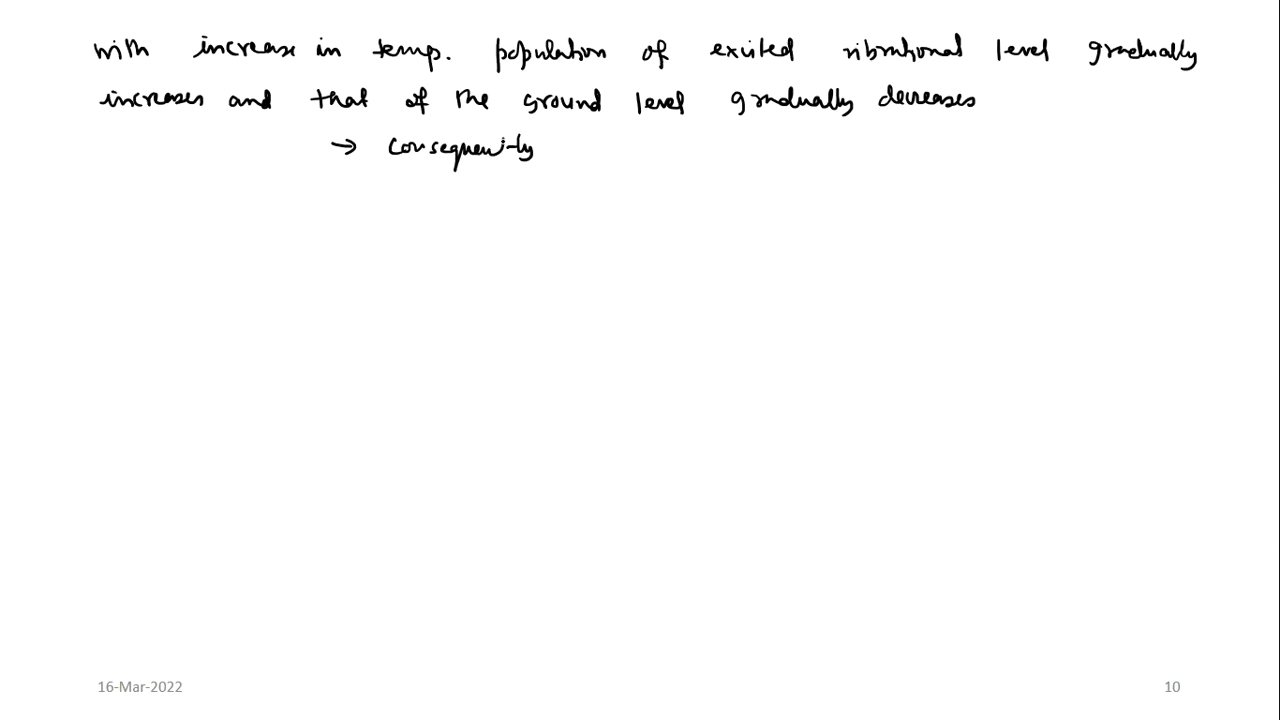 with increase in temp. population of excited vibrational level gradually
increases and that of the ground level gradually decreases
→ consequently
16-Mar-2022
10